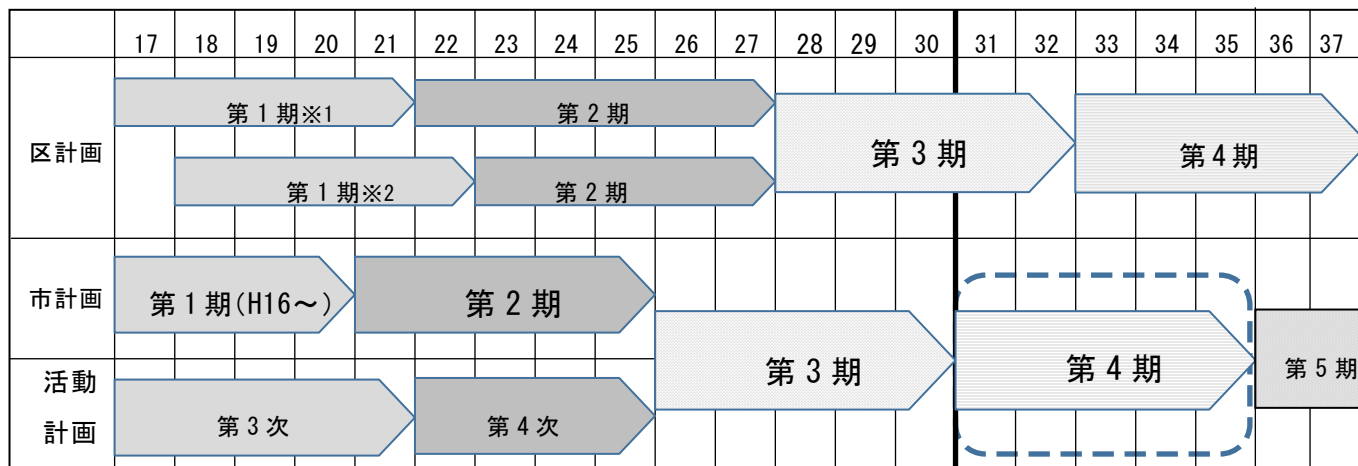 17 18 19 20 21 22 23 24 25 26 27 28 29 30 31 32 33 34 35 36 37
区計画
第1期※1
第2期
第3期
第4期
第1期※2
第2期
市計画
第1期(H16～)
第2期
第3期
第4期
第5期
活動
計画
第3次
第4次